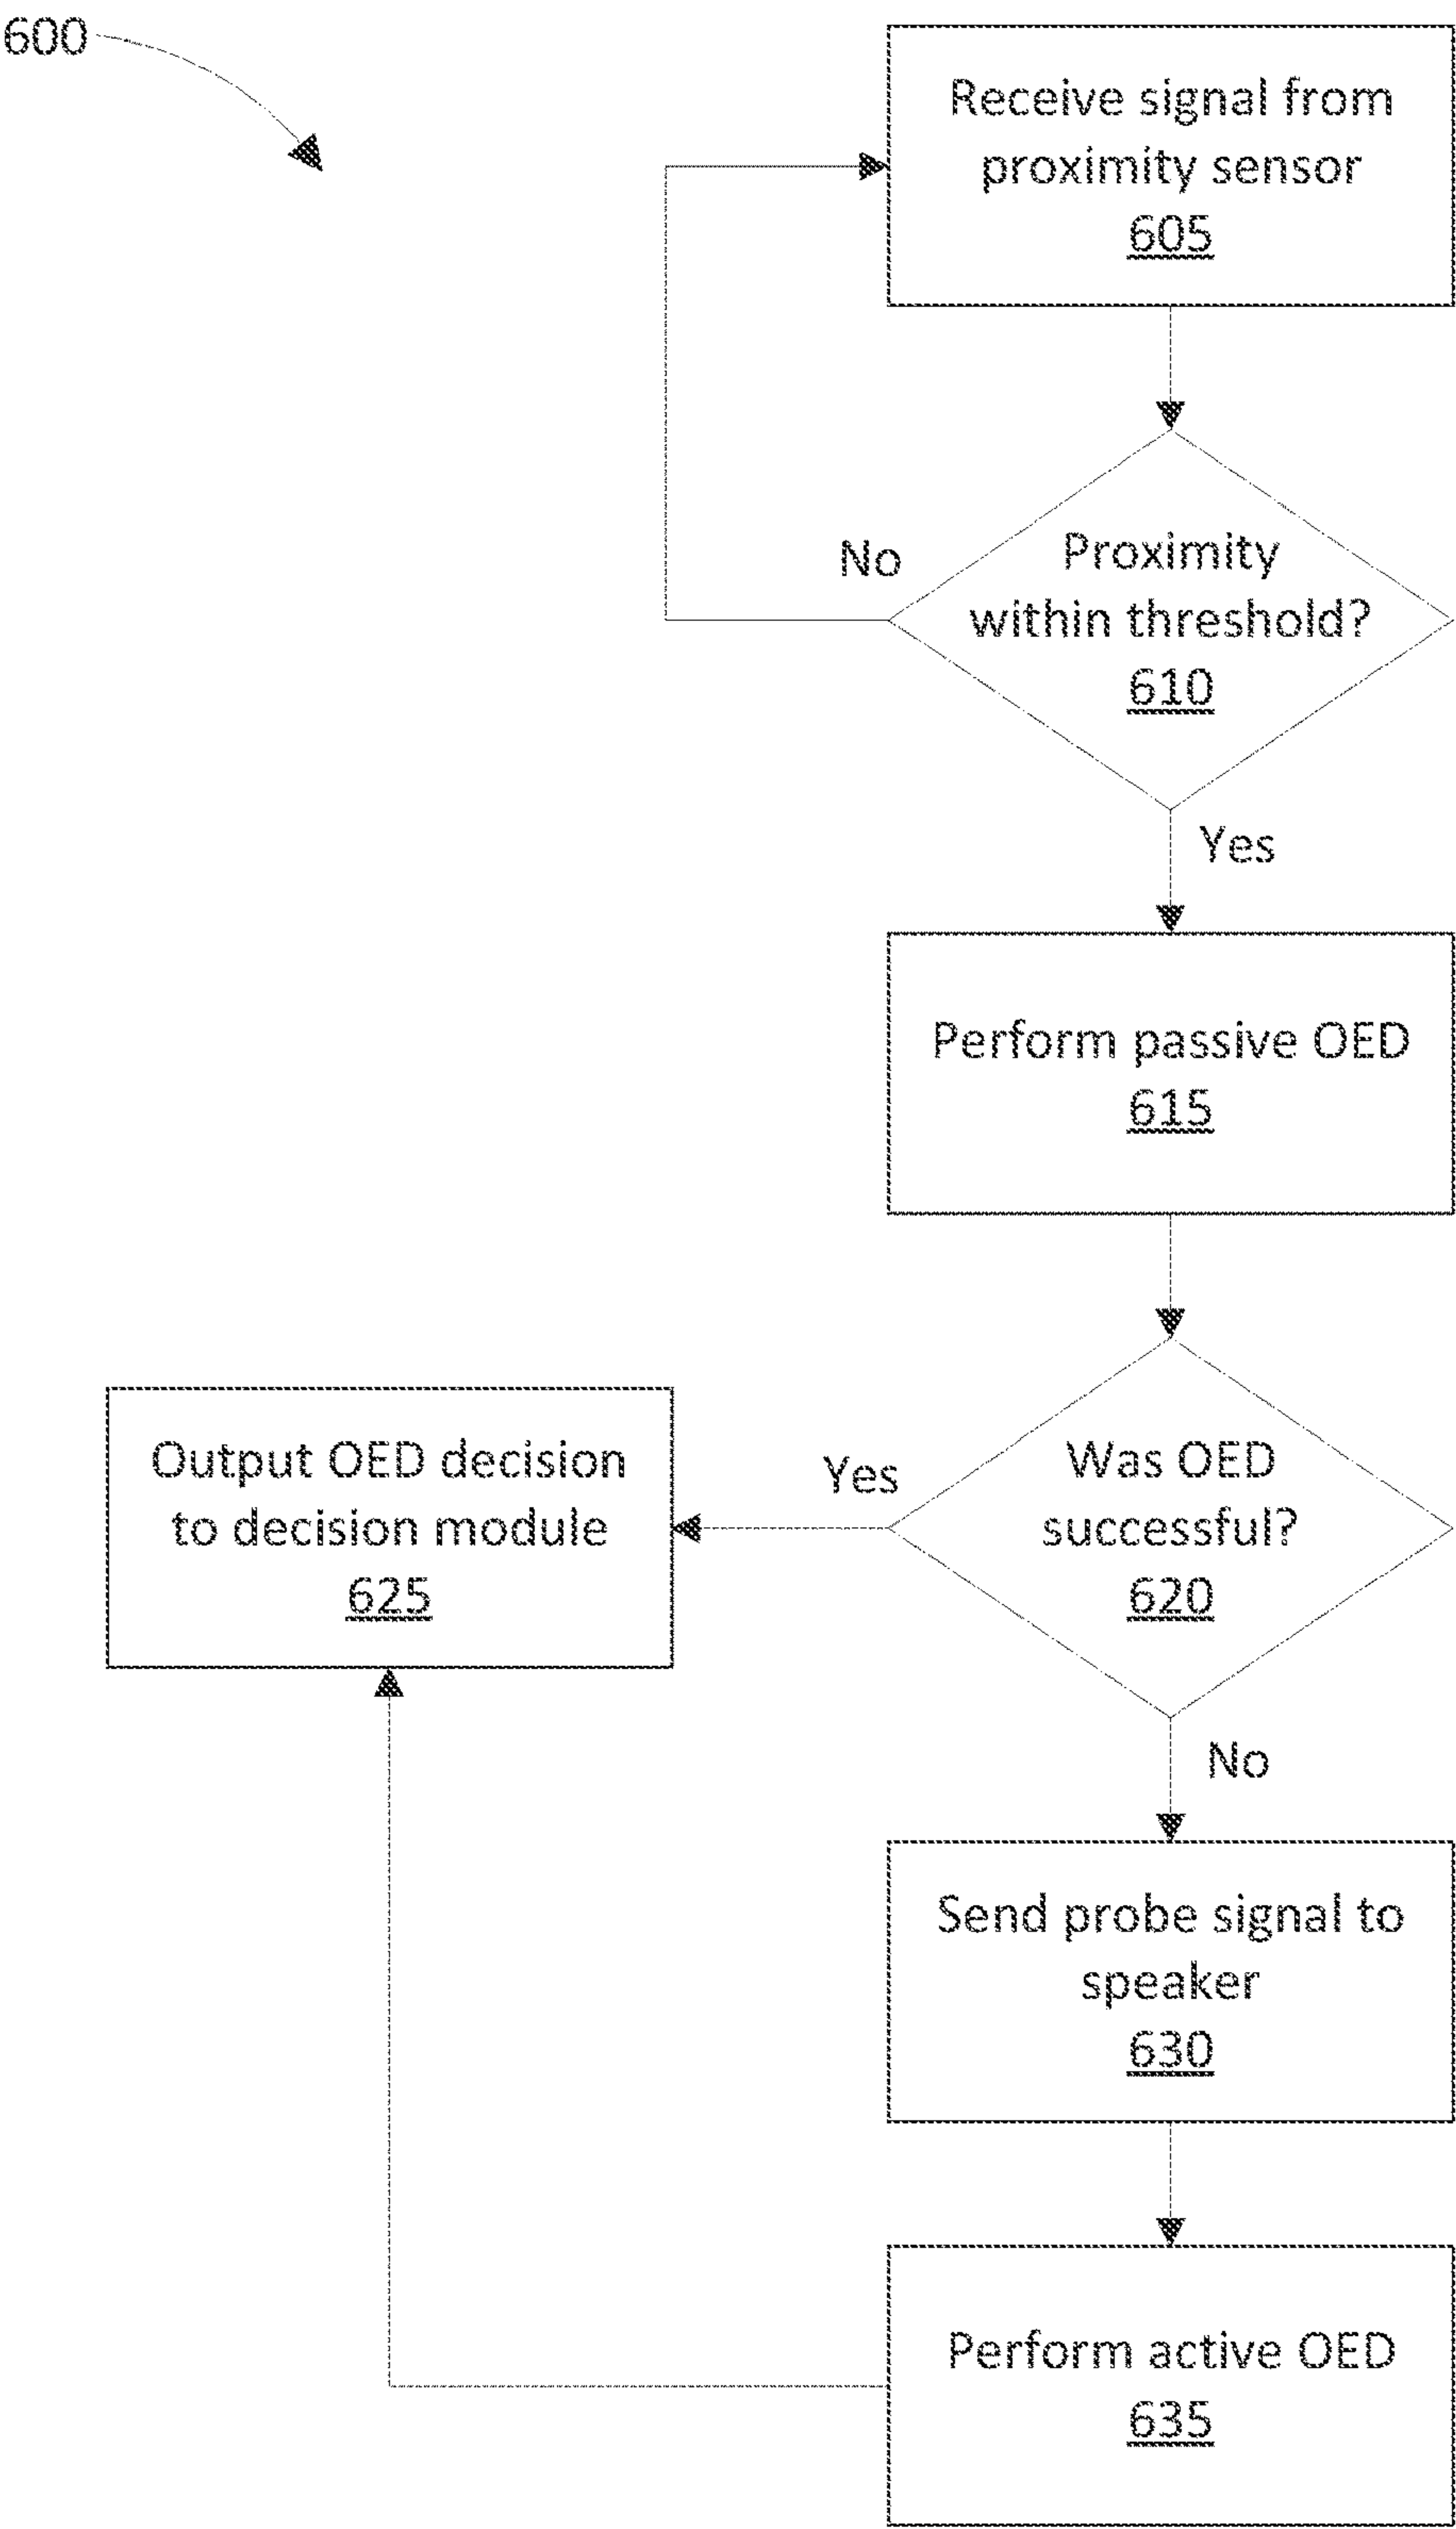 600
Receive signal from
proximity sensor
605
No
Proximity
within threshold?
610
Yes
Perform passive OED
615
Output OED decision
to decision module
625
Yes
Was OED
successful?
620
No
Send probe signal to
speaker
630
Perform active OED
635